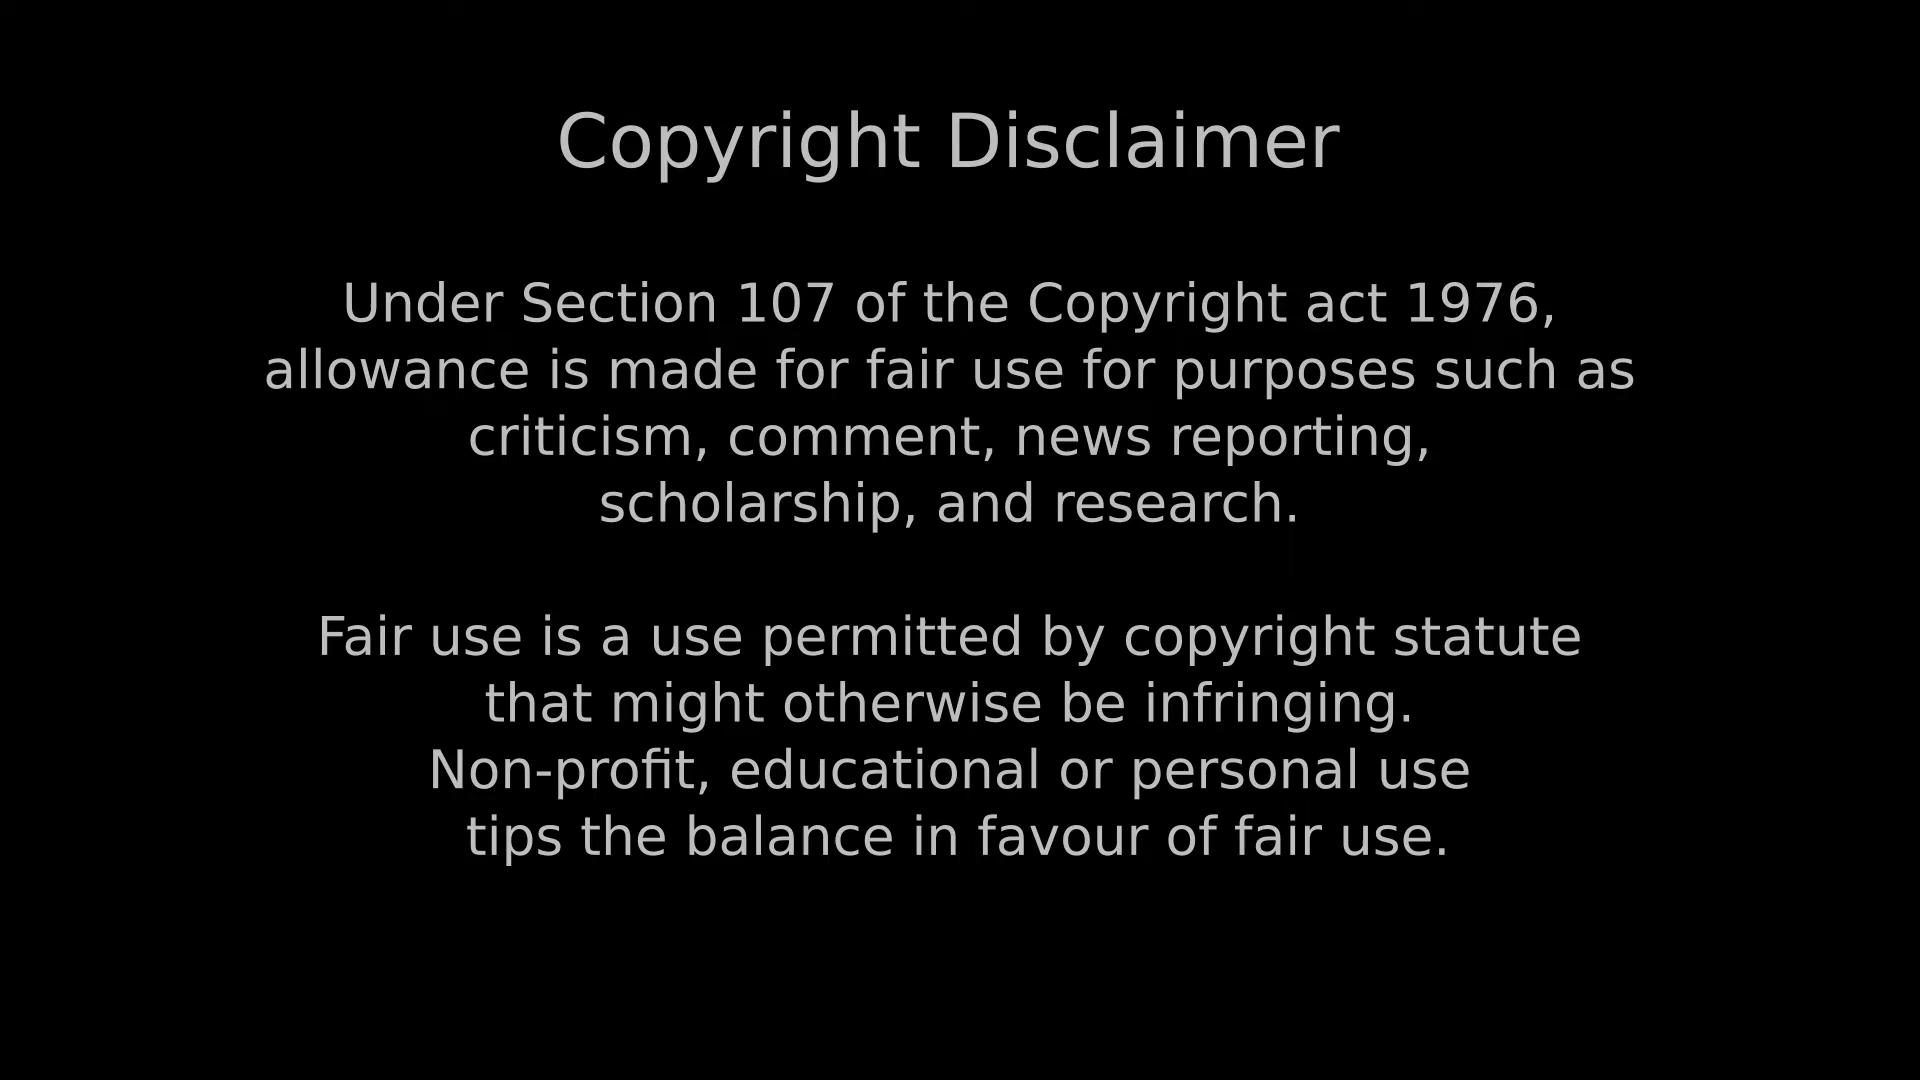 Copyright Disclaimer
Under Section 107 of the Copyright act 1976,
allowance is made for fair use for purposes such as
criticism, comment, news reporting,
scholarship, and research.
Fair use is a use permitted by copyright statute
that might otherwise be infringing.
Non-profit, educational or personal use
tips the balance in favour of fair use.